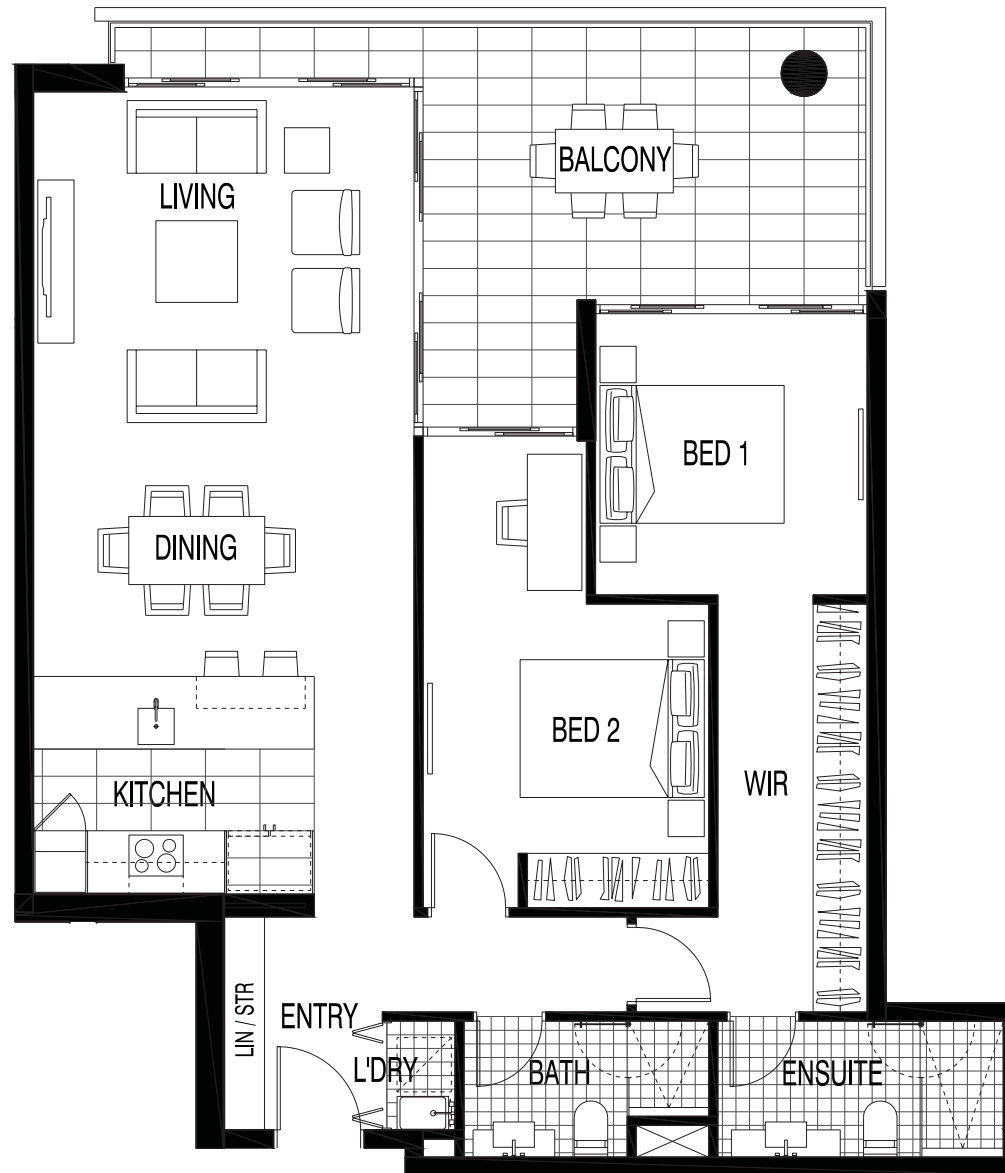 BALCONY
LIVING
BED 1
DINING
BED 2
WIR
KITCHEN
LIN / STR
ENTRY
L'DRY
BATH
ENSUITE